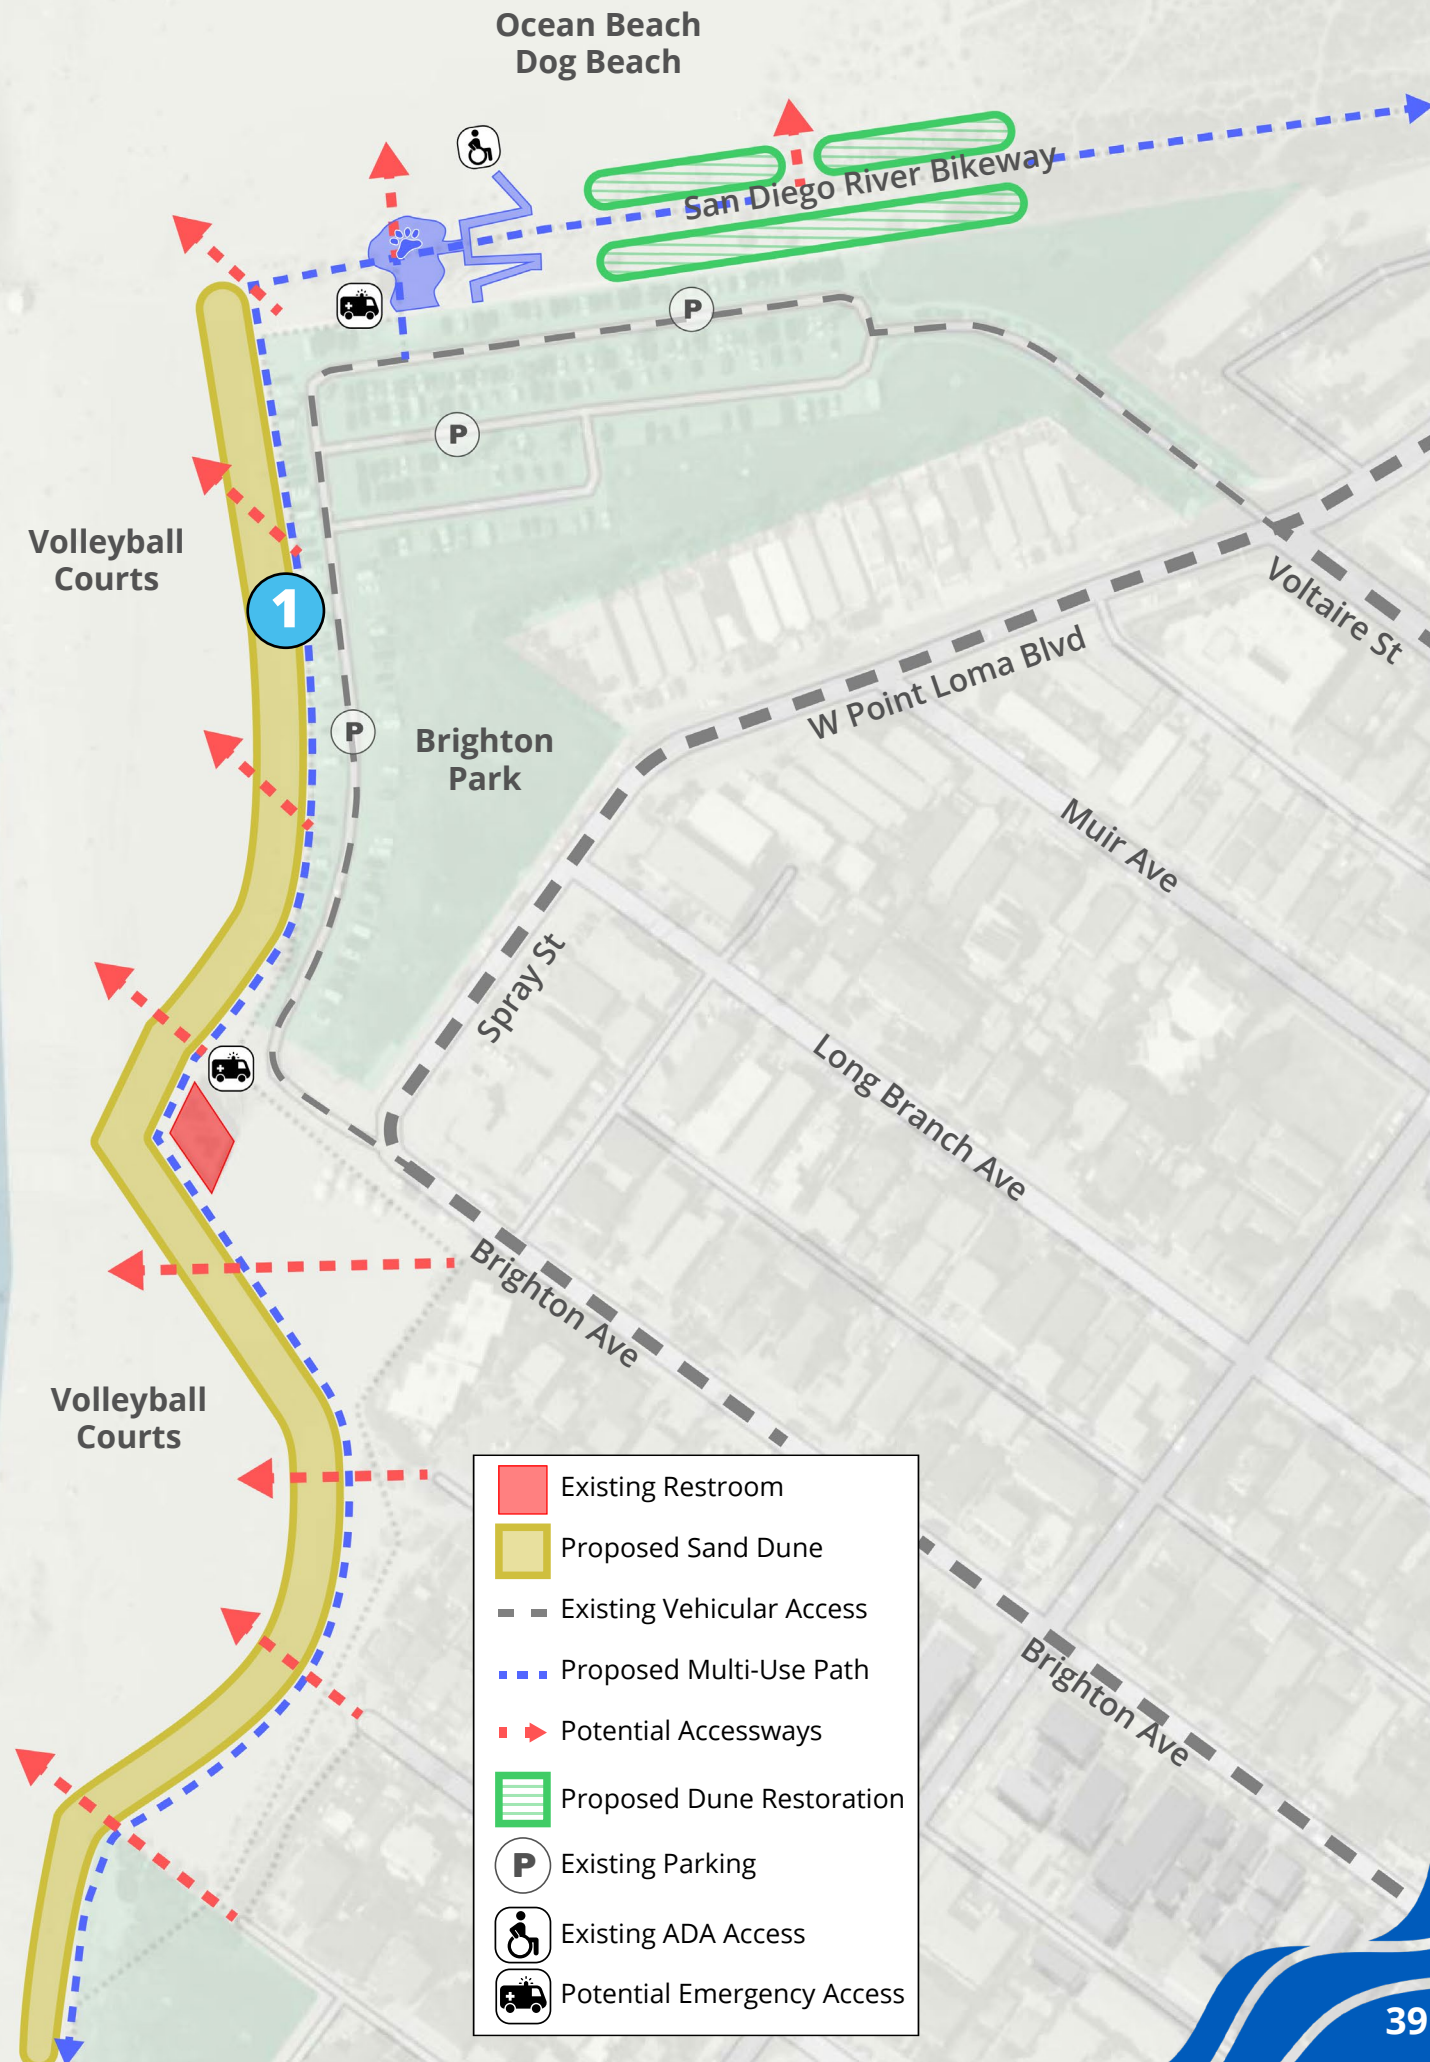 Ocean Beach
Dog Beach
San Diego River Bikeway
P
P
Volleyball
Courts
1
Voltaire St
W Point Loma Blvd
P
Brighton
Park
Muir Ave
Spray St
Long Branch Ave
Brighton Ave
Volleyball
Courts
Existing Restroom
Proposed Sand Dune
Existing Vehicular Access
Proposed Multi-Use Path
Potential Accessways
Proposed Dune Restoration
P Existing Parking
Existing ADA Access
Potential Emergency Access
Brighton Ave
39